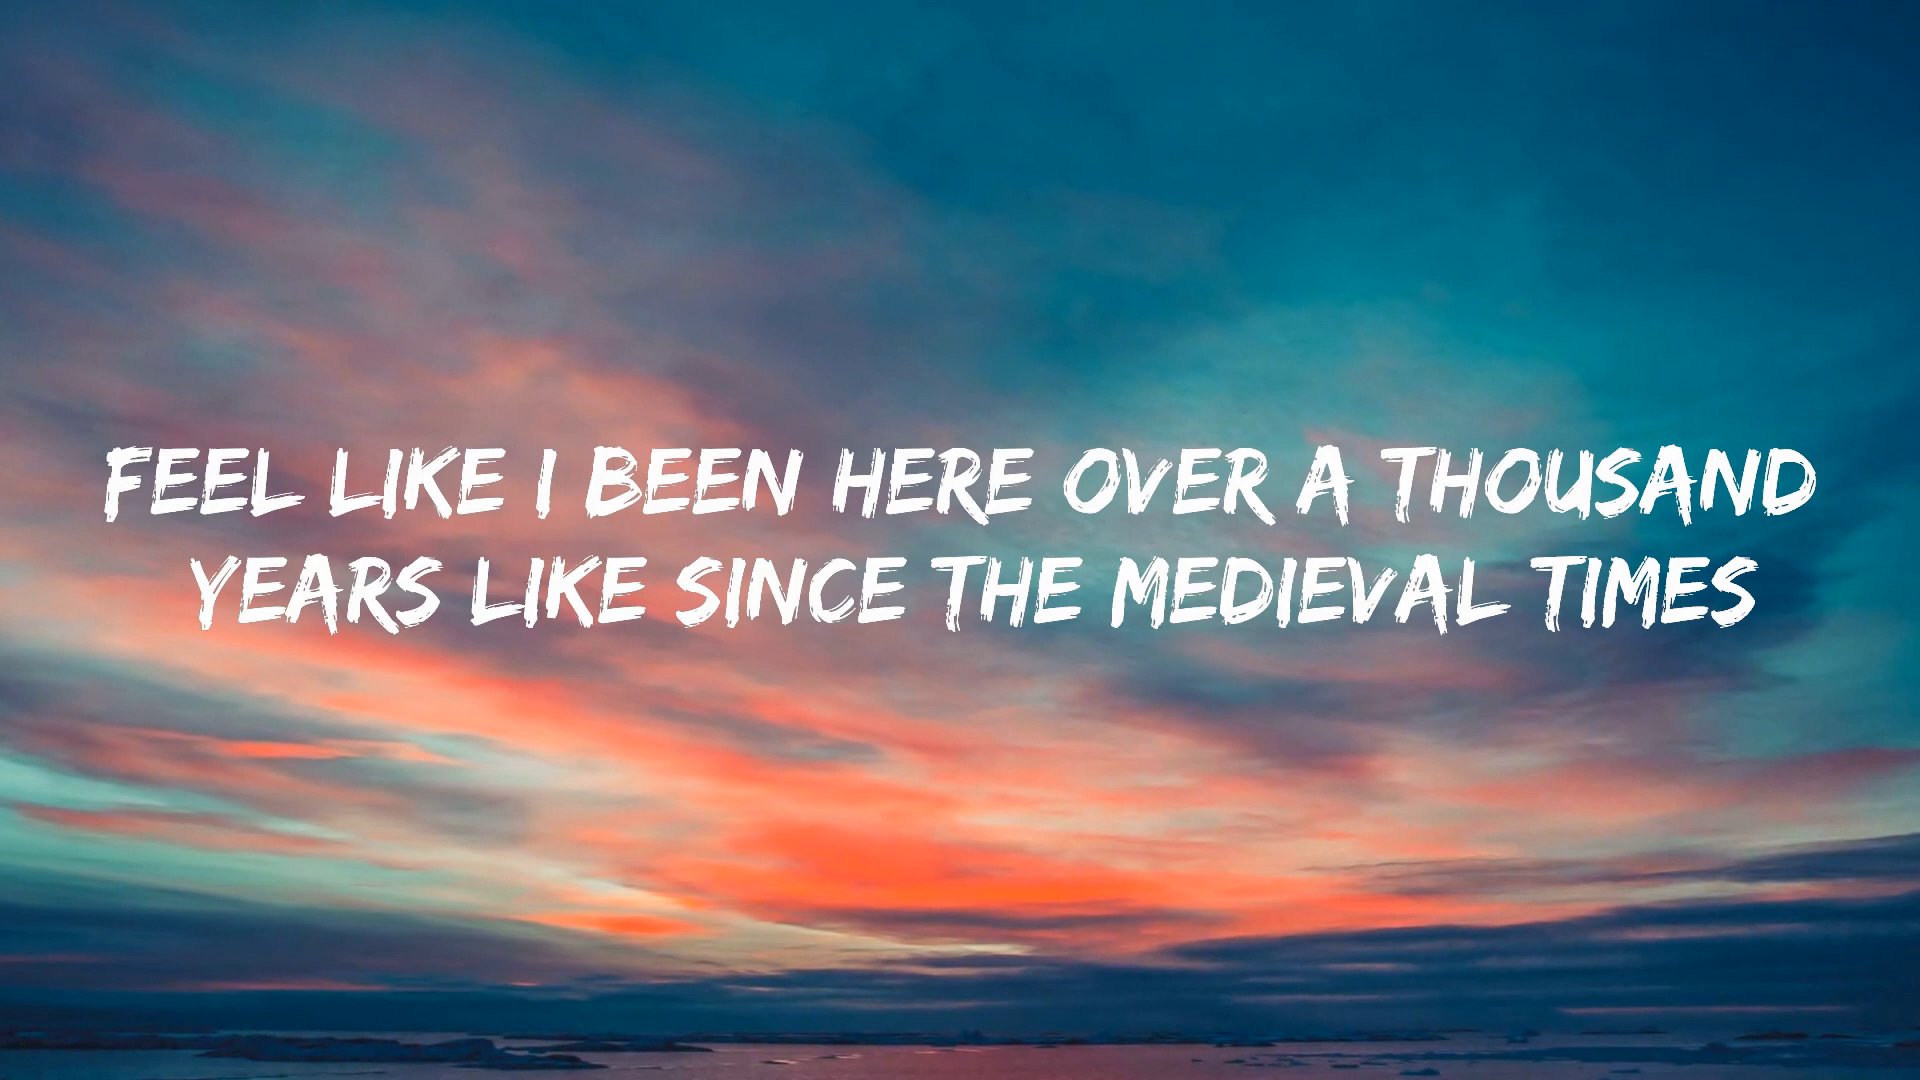 FEEL LIKE I BEEN HERE OVER A THOUSAND
YEARS LIKE SINCE THE MEDIEVAL TIMES